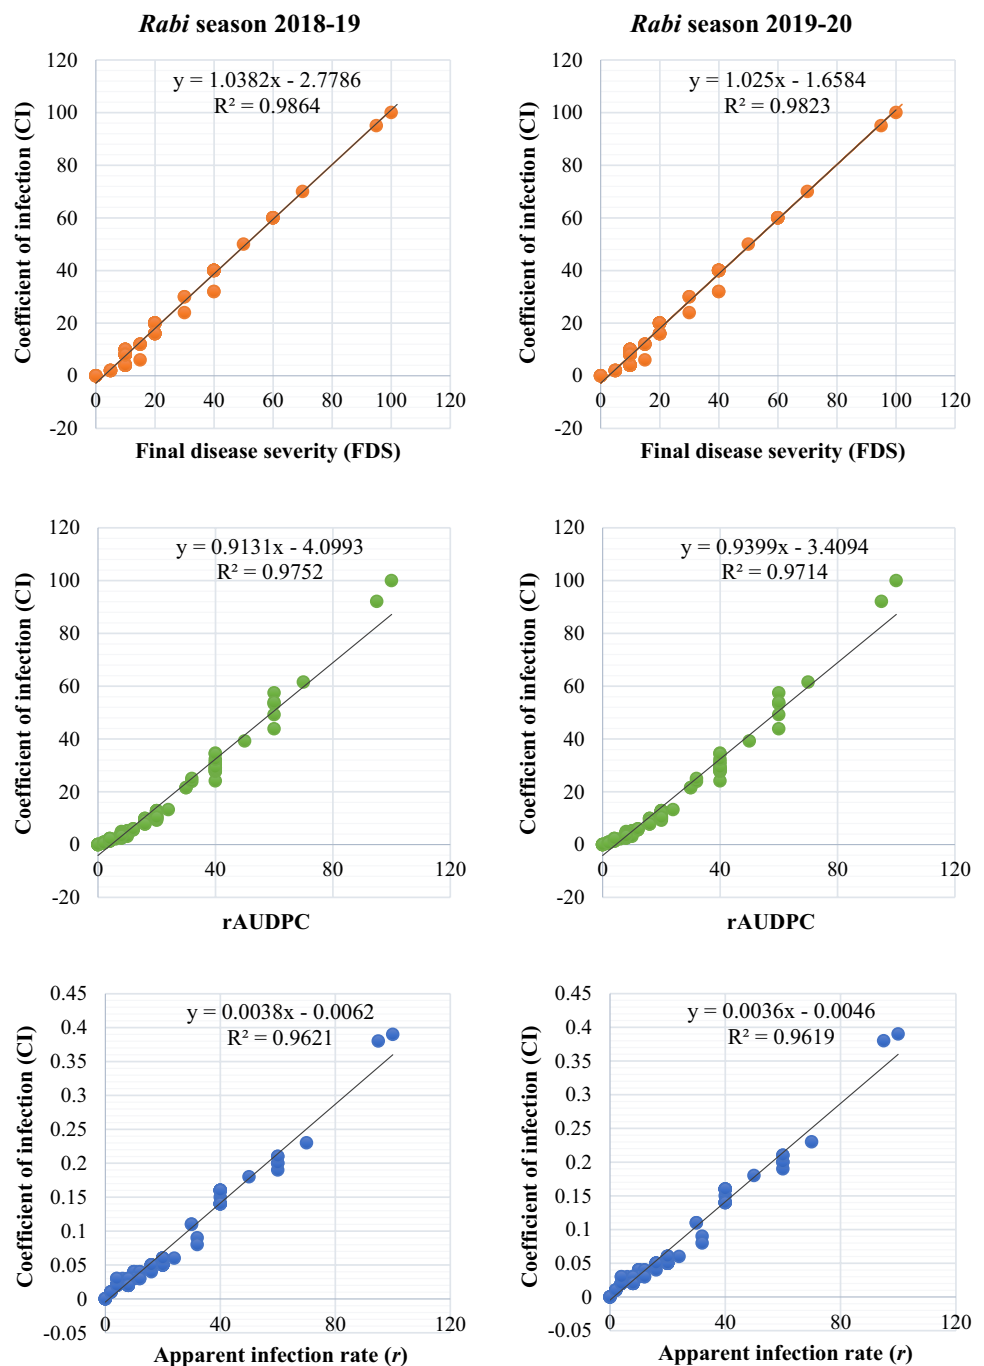 Rabi season 2018-19
Rabi season 2019-20
Coefficient of infection (CI)
120
100
80
60
40
20
0
-20
y = 1.0382x - 2.7786
R² = 0.9864
0 20 40 60 80 100 120
Final disease severity (FDS)
Coefficient of infection (CI)
120
100
80
60
40
20
0
-20
y = 1.025x - 1.6584
R² = 0.9823
0 20 40 60 80 100 120
Final disease severity (FDS)
Coefficient of infection (CI)
120
100
80
60
40
20
0
-20
y = 0.9131x - 4.0993
R² = 0.9752
0 40 80 120
rAUDPC
Coefficient of infection (CI)
120
100
80
60
40
20
0
-20
y = 0.9399x - 3.4094
R² = 0.9714
0 40 80 120
rAUDPC
Coefficient of infection (CI)
0.45
0.4
0.35
0.3
0.25
0.2
0.15
0.1
0.05
0
-0.05
y = 0.0038x - 0.0062
R² = 0.9621
0 40 80 120
Apparent infection rate (r)
Coefficient of infection (CI)
0.45
0.4
0.35
0.3
0.25
0.2
0.15
0.1
0.05
0
-0.05
y = 0.0036x - 0.0046
R² = 0.9619
0 40 80 120
Apparent infection rate (r)